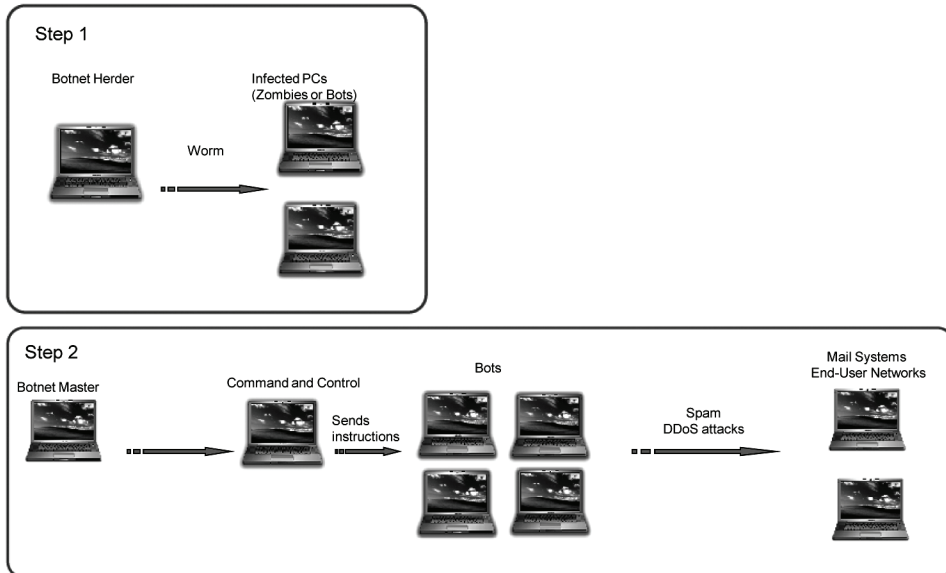 Step 1
Botnet Herder
Infected PCs
(Zombies or Bots)
Worm
Step 2
Botnet Master
Command and Control
Sends
instructions
Bots
Spam
DDoS attacks
Mail Systems
End-User Networks